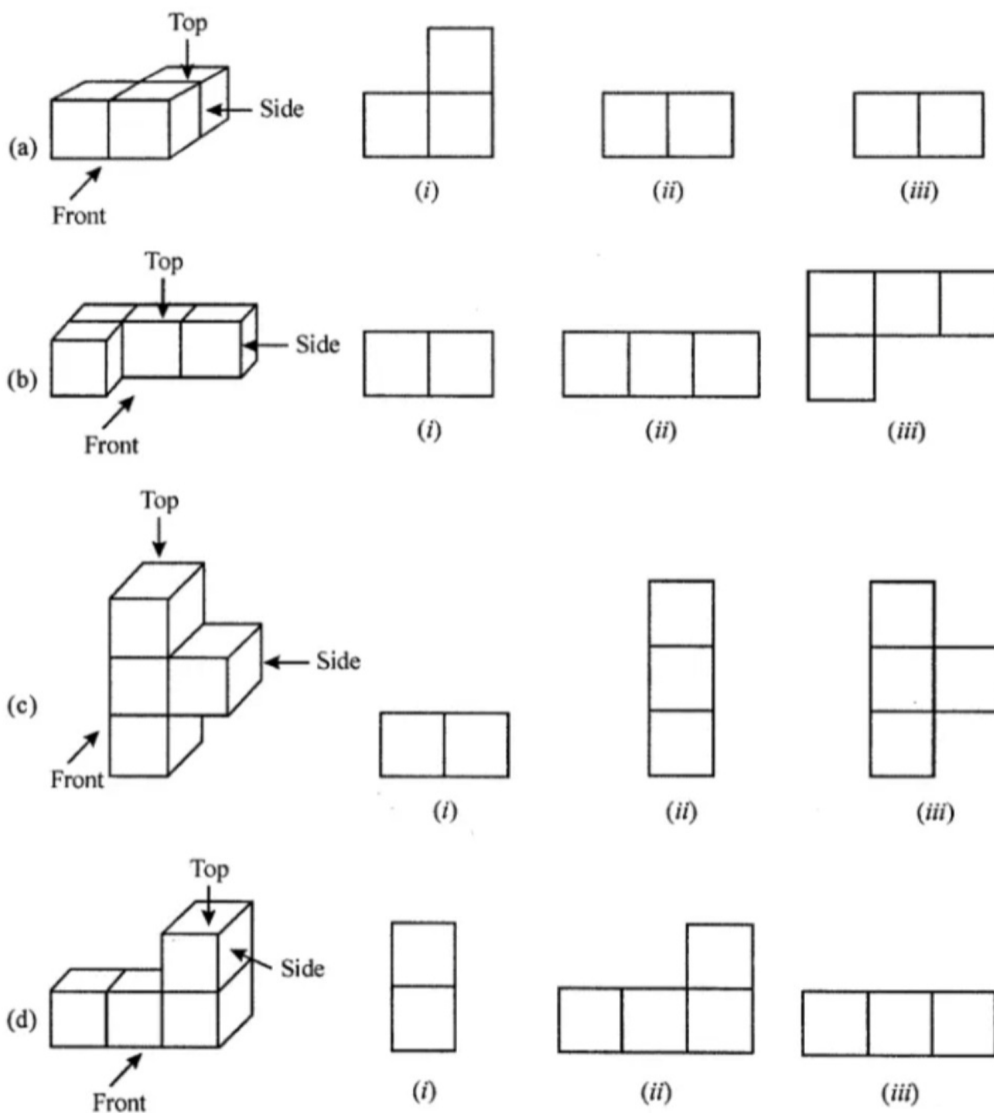 Top
Side
(a)
Front
(i) (ii) (iii)
Top
Side
(b)
Front
(i) (ii) (iii)
Top
Side
(c)
Front
(i) (ii) (iii)
Top
Side
(d)
Front
(i) (ii) (iii)